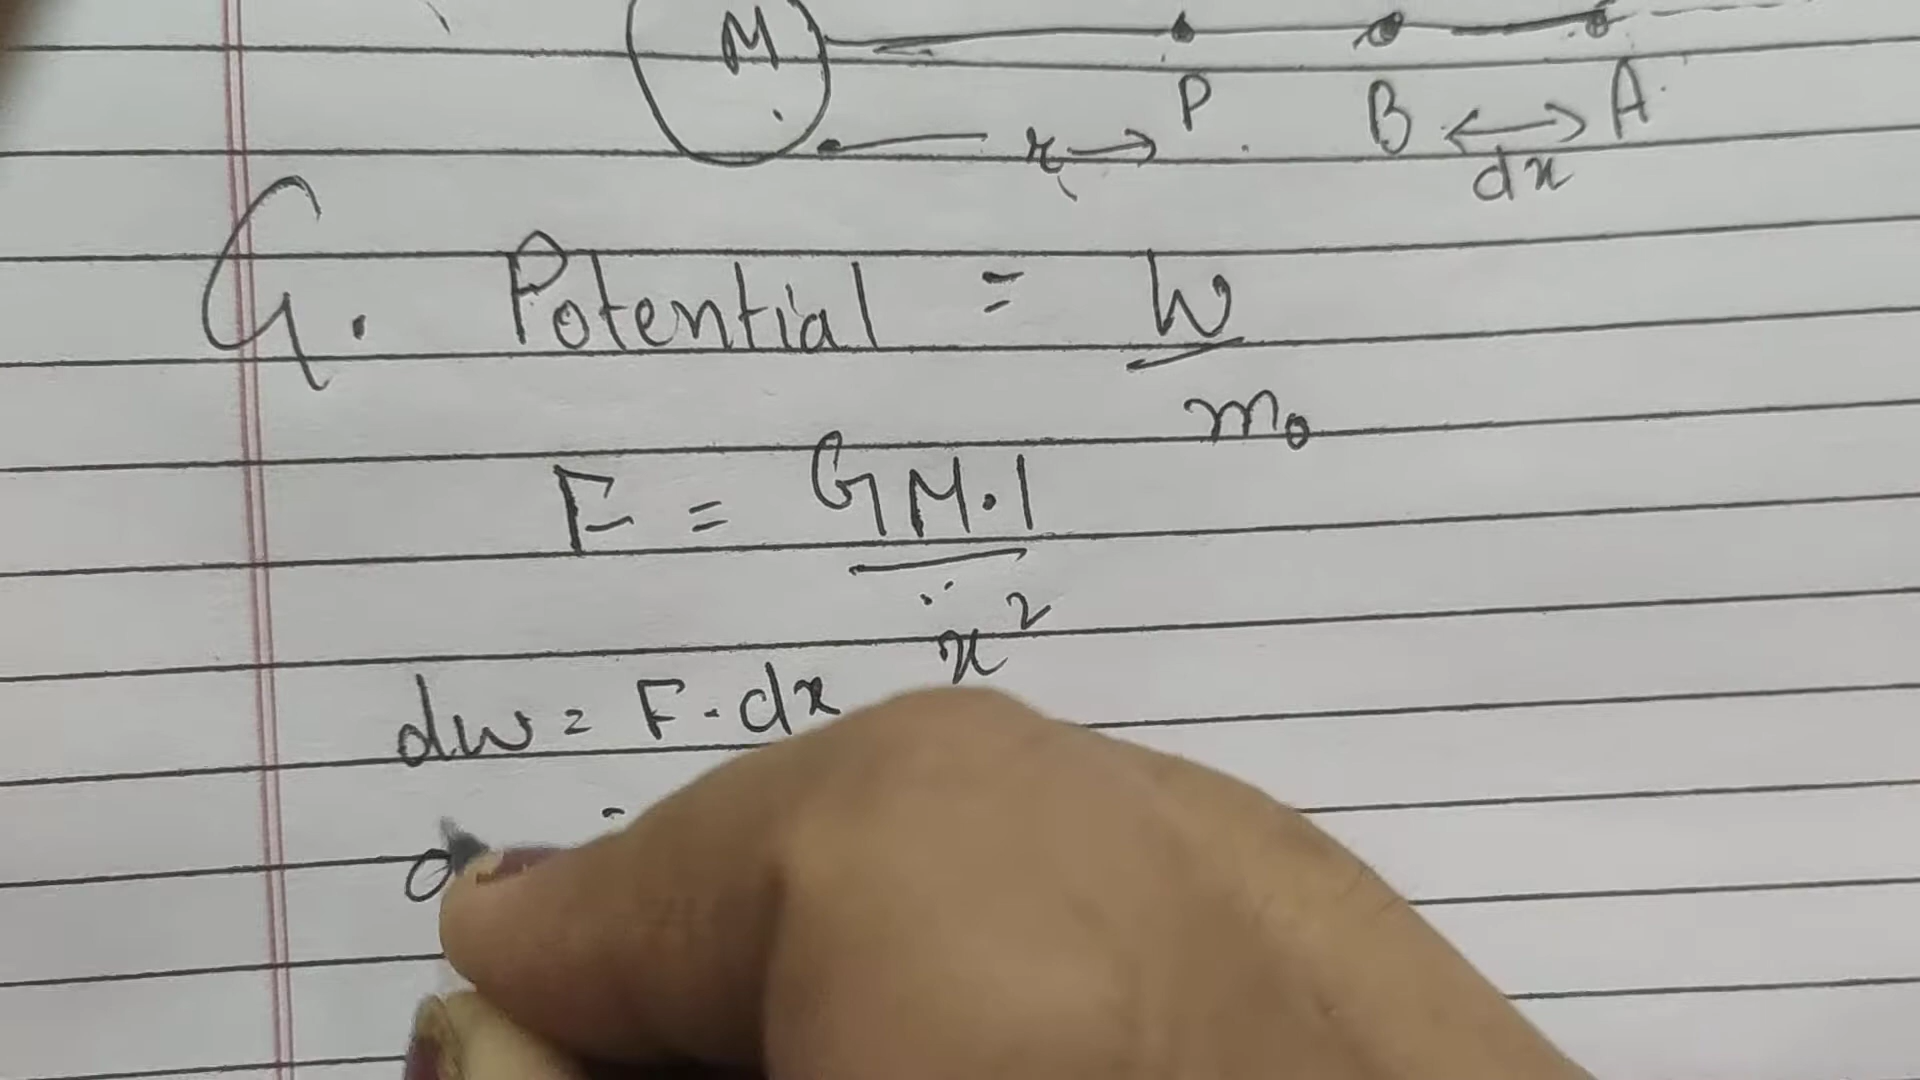 M
P B A
r dx
G. Potential = W
m₀
F = GM.1
x²
dw = F.dx